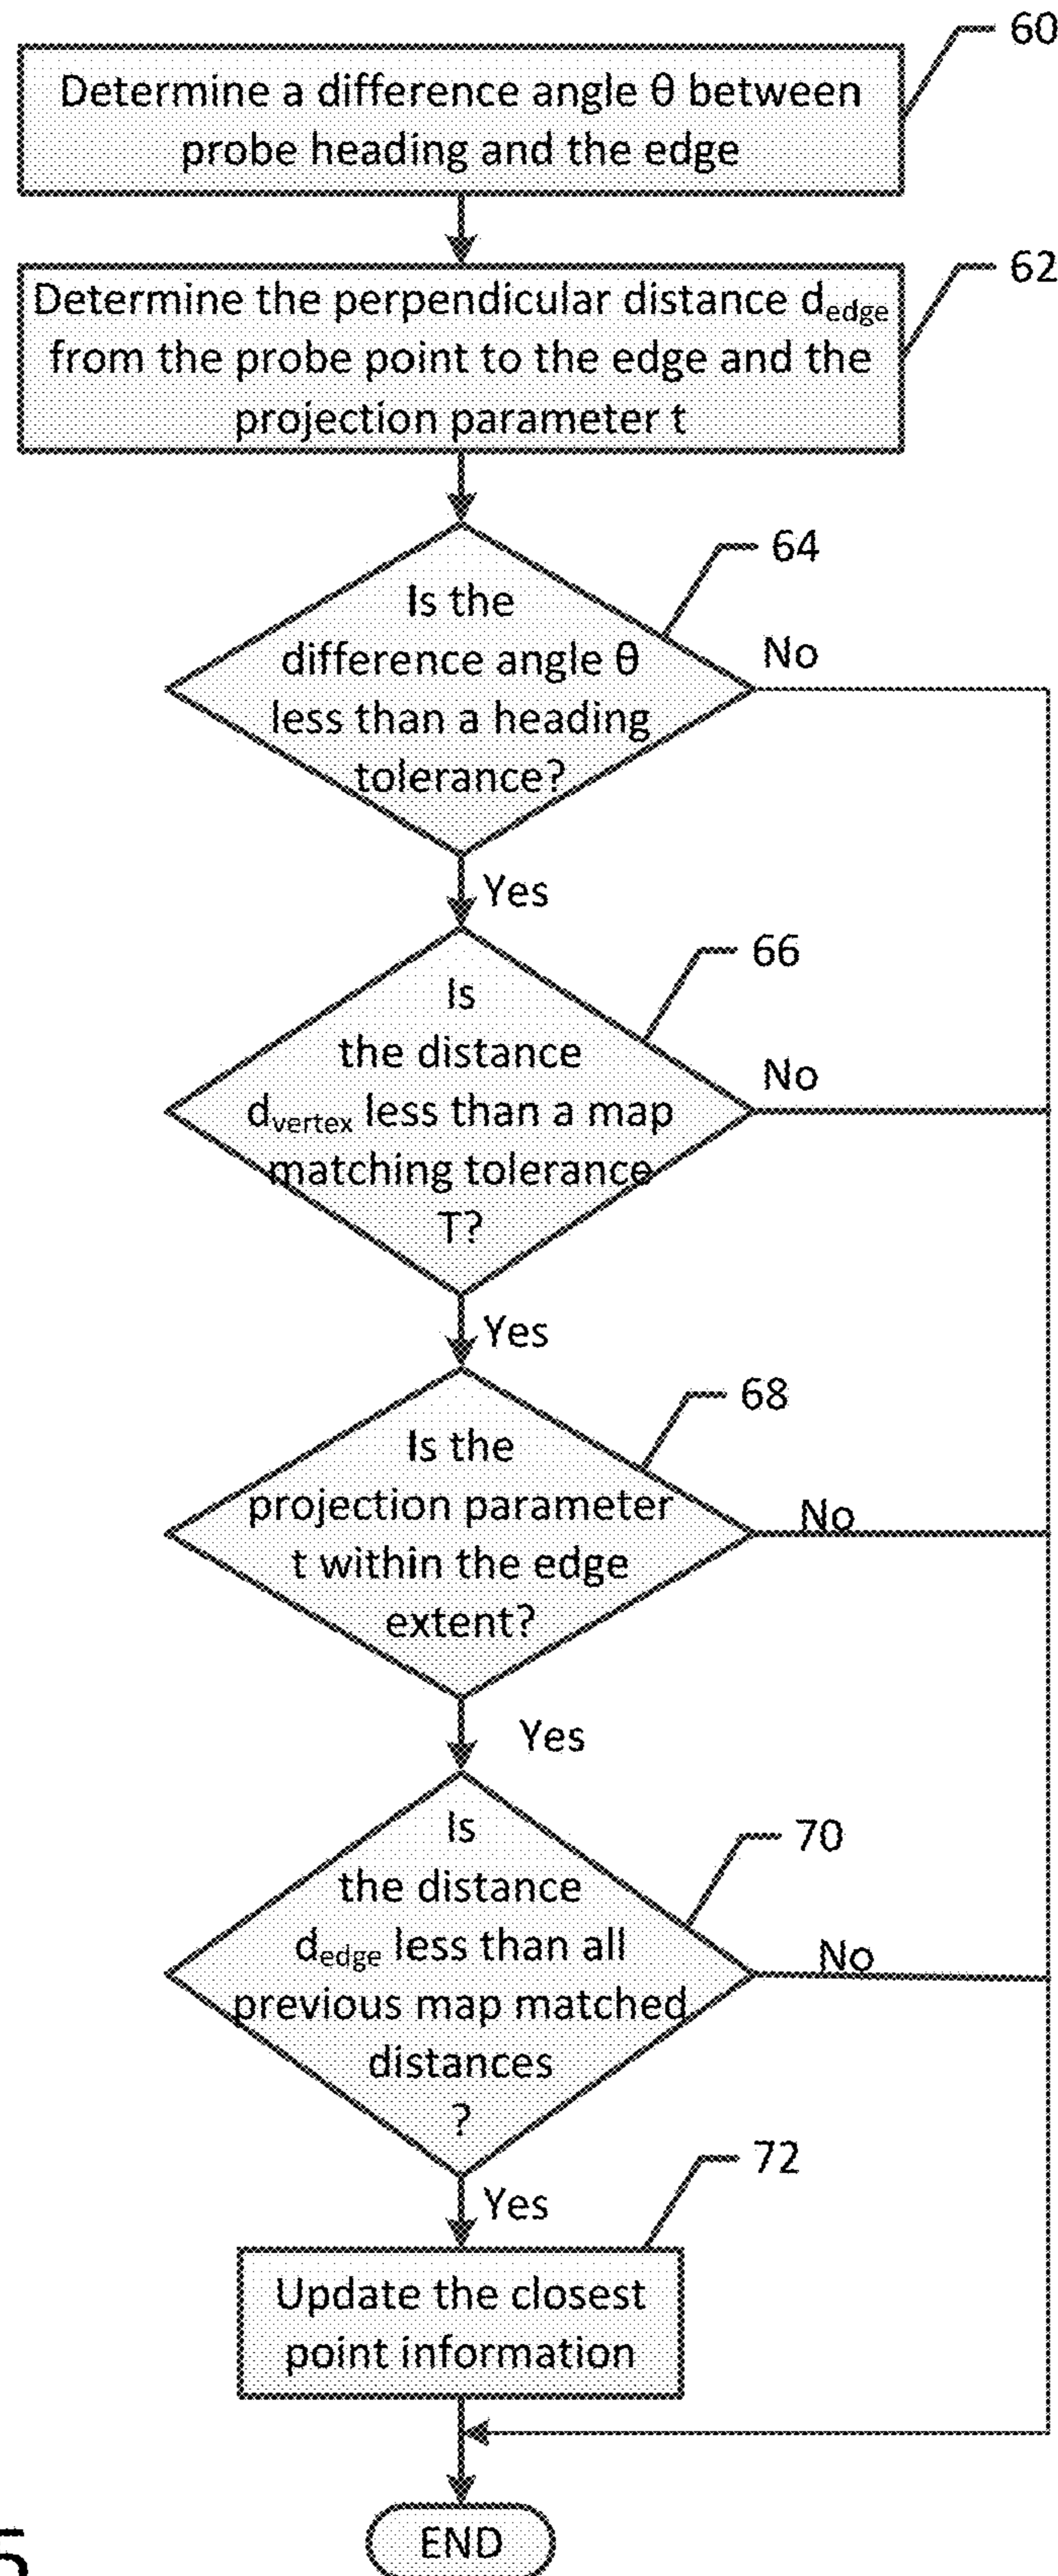 60
Determine a difference angle θ between
probe heading and the edge
62
Determine the perpendicular distance dedge
from the probe point to the edge and the
projection parameter t
64
Is the
difference angle θ
less than a heading
tolerance?
No
Yes
66
Is
the distance
dvertex less than a map
matching tolerance
T?
No
Yes
68
Is the
projection parameter
t within the edge
extent?
No
Yes
70
Is
the distance
dedge less than all
previous map matched
distances
?
No
Yes
72
Update the closest
point information
END